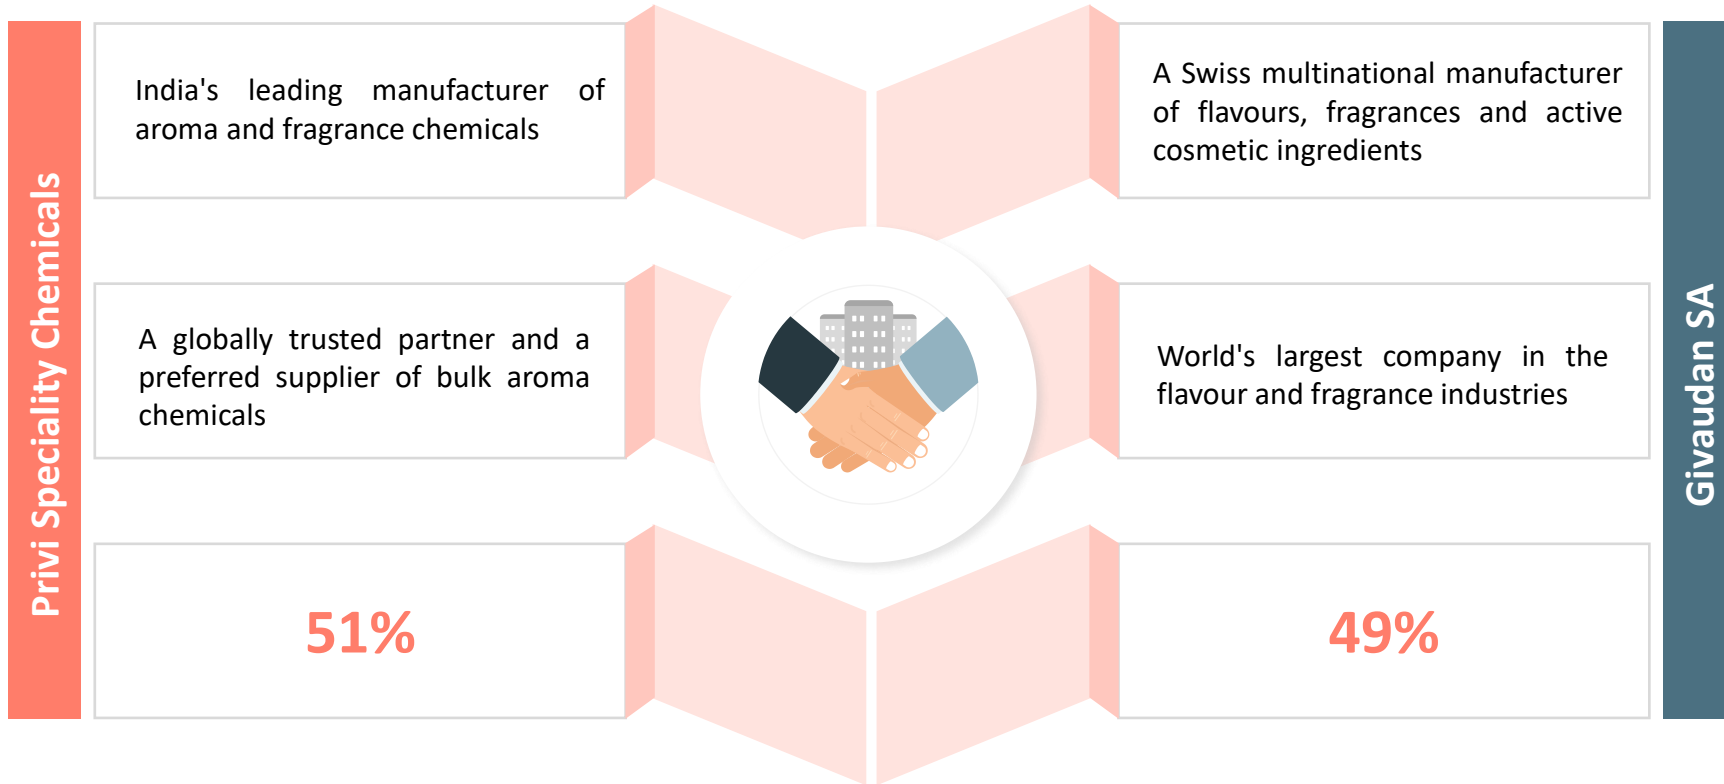 Privi Speciality Chemicals
India's leading manufacturer of
aroma and fragrance chemicals
A globally trusted partner and a
preferred supplier of bulk aroma
chemicals
51%
A Swiss multinational manufacturer
of flavours, fragrances and active
cosmetic ingredients
World's largest company in the
flavour and fragrance industries
49%
Givaudan SA